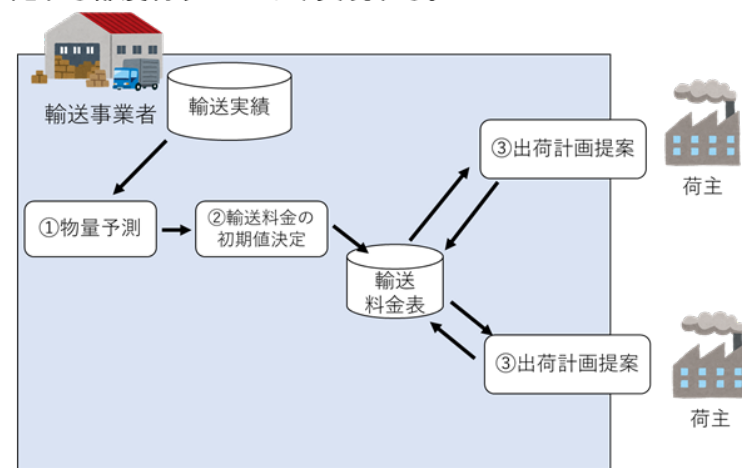 輸送事業者
輸送実績
③出荷計画提案
荷主
①物量予測
②輸送料金の
初期値決定
輸送
料金表
③出荷計画提案
荷主